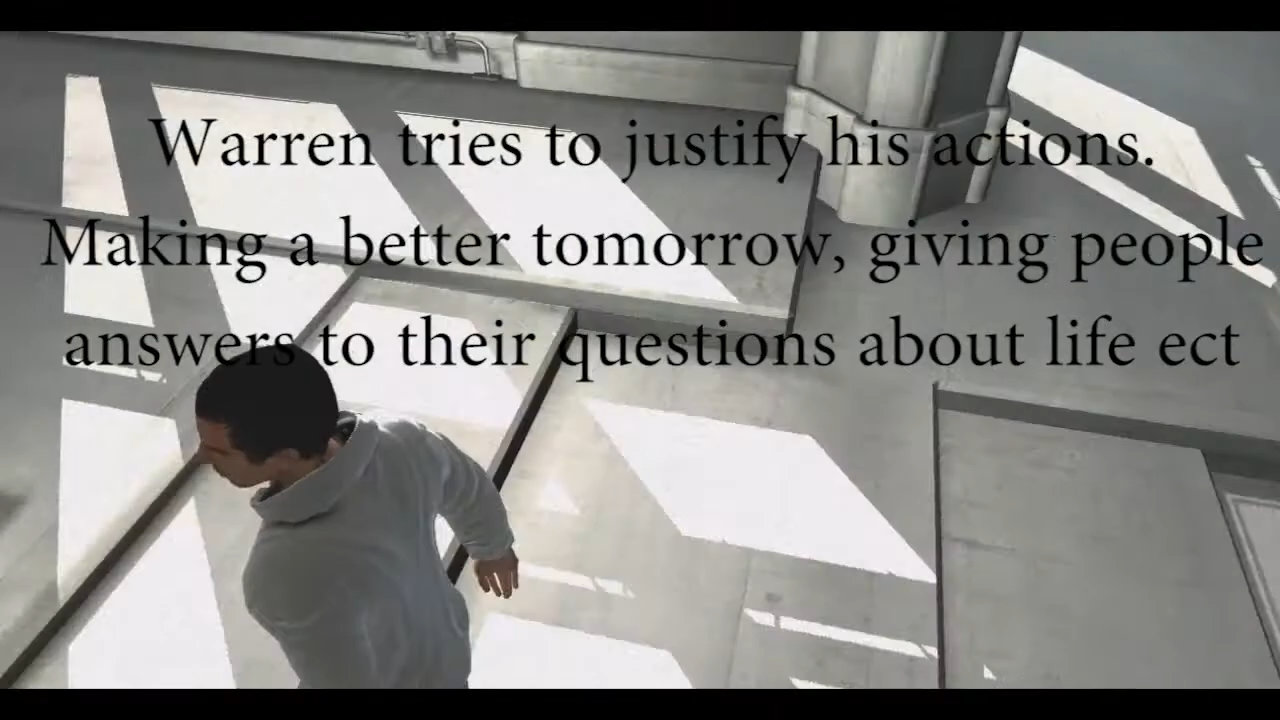 Warren tries to justify his actions.
Making a better tomorrow, giving people
answers to their questions about life ect